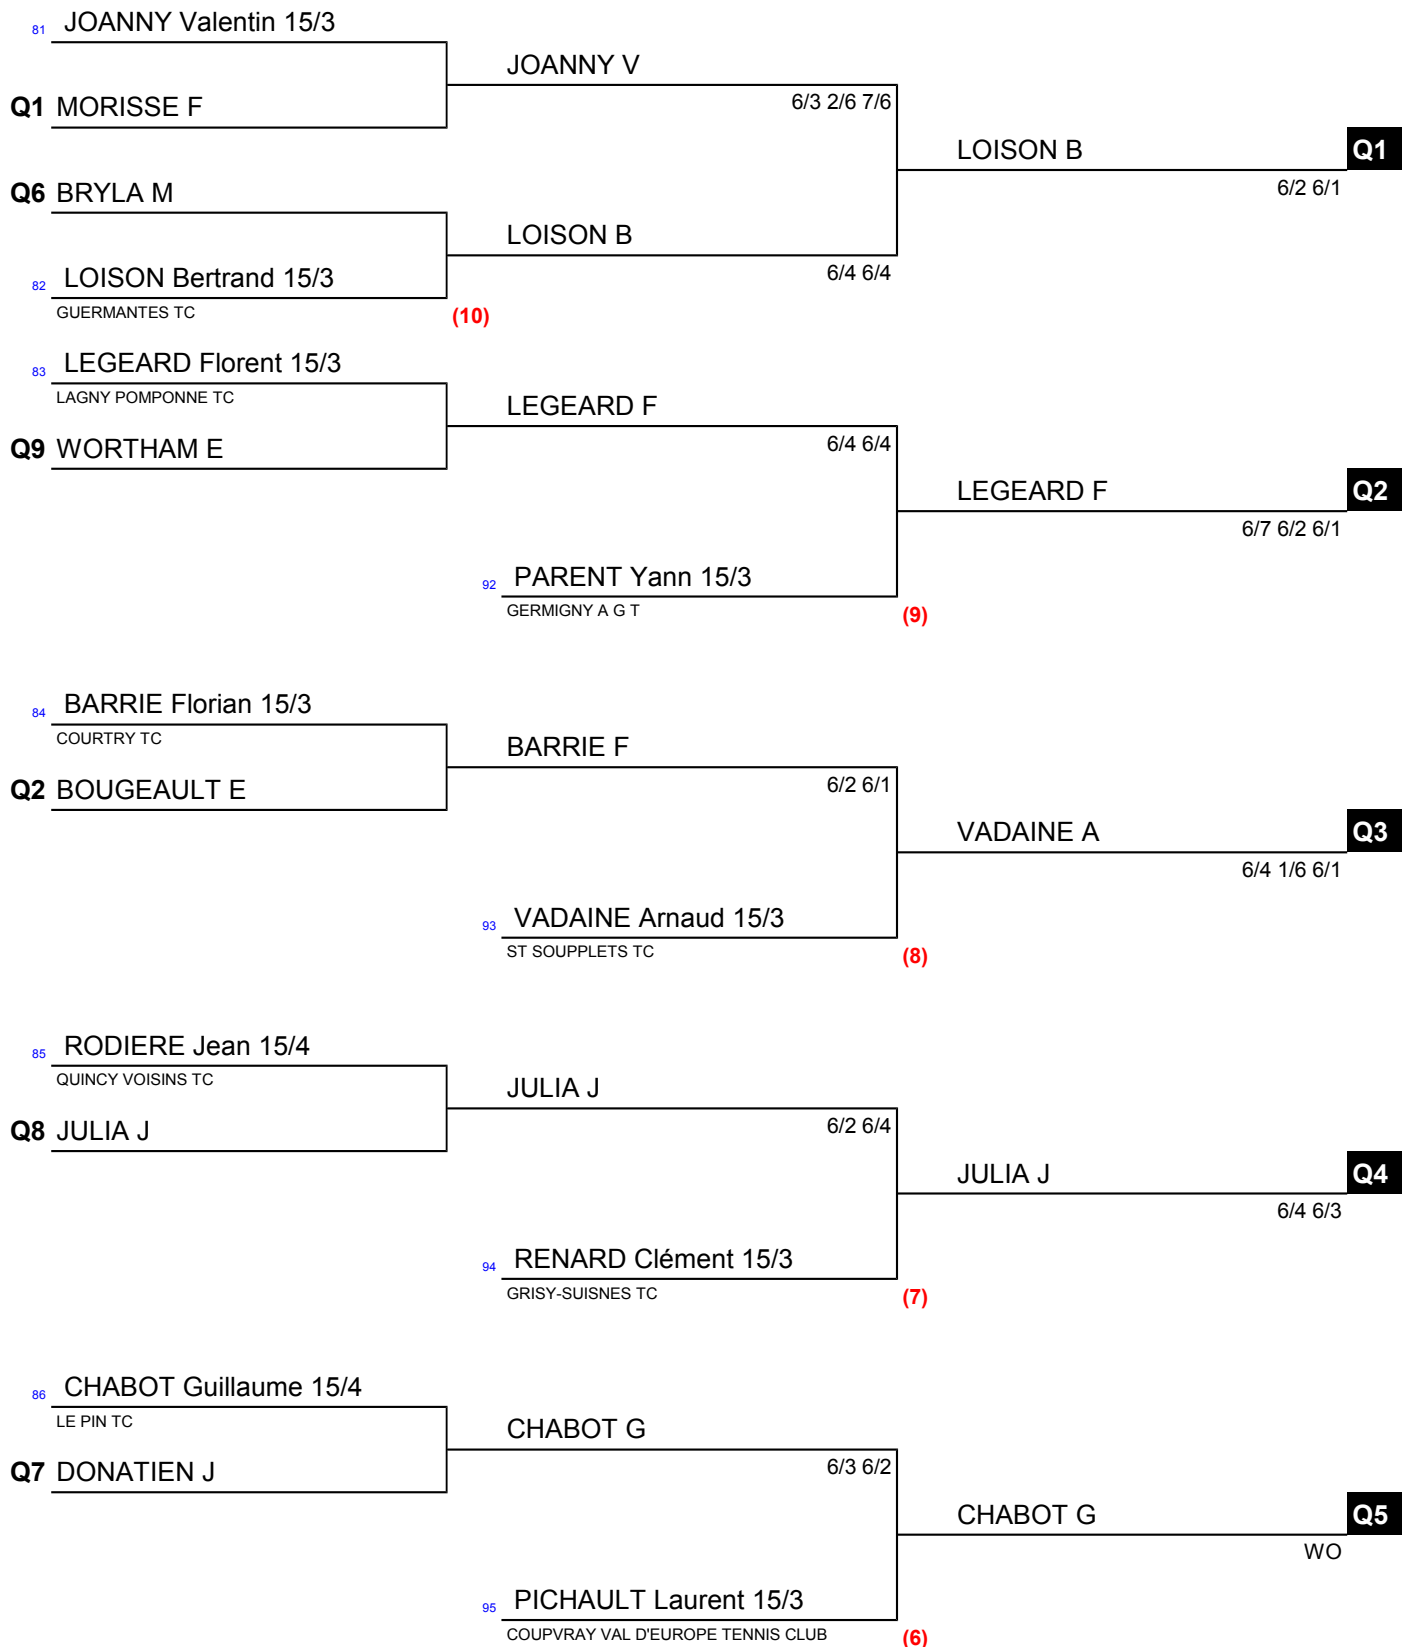 81 JOANNY Valentin 15/3
JOANNY V
Q1 MORISSE F
6/3 2/6 7/6
LOISON B Q1
6/2 6/1
Q6 BRYLA M
LOISON B
6/4 6/4
82 LOISON Bertrand 15/3
GUERMANTES TC
(10)
83 LEGEARD Florent 15/3
LAGNY POMPONNE TC
LEGEARD F
6/4 6/4
Q9 WORTHAM E
LEGEARD F Q2
6/7 6/2 6/1
92 PARENT Yann 15/3
GERMIGNY A G T
(9)
84 BARRIE Florian 15/3
COURTRY TC
BARRIE F
6/2 6/1
Q2 BOUGEAULT E
VADAINE A Q3
6/4 1/6 6/1
93 VADAINE Arnaud 15/3
ST SOUPPLETS TC
(8)
85 RODIERE Jean 15/4
QUINCY VOISINS TC
JULIA J
6/2 6/4
Q8 JULIA J
JULIA J Q4
6/4 6/3
94 RENARD Clément 15/3
GRISY-SUISNES TC
(7)
86 CHABOT Guillaume 15/4
LE PIN TC
CHABOT G
6/3 6/2
Q7 DONATIEN J
CHABOT G Q5
WO
95 PICHAULT Laurent 15/3
COUPVRAY VAL D'EUROPE TENNIS CLUB
(6)